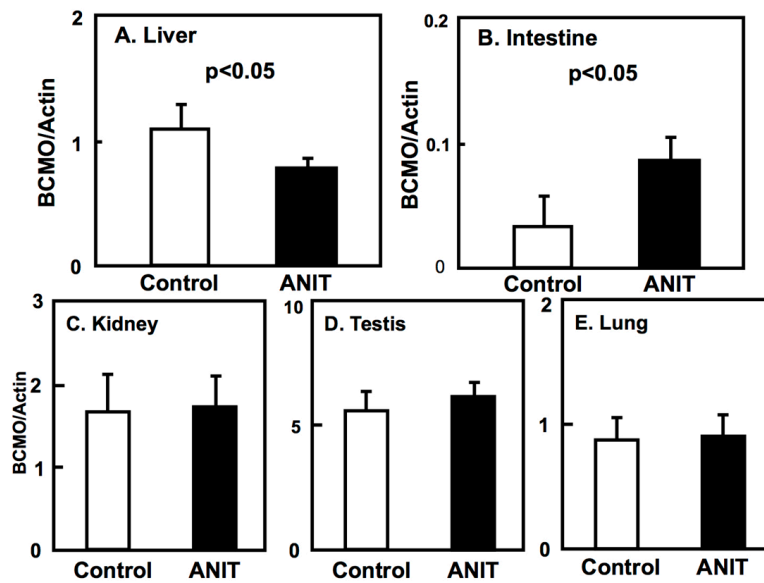 A. Liver
p<0.05
BCMO/Actin
2
1
0
Control ANIT
B. Intestine
p<0.05
BCMO/Actin
0.2
0.1
0
Control ANIT
C. Kidney
BCMO/Actin
3
2
1
0
Control ANIT
D. Testis
10
5
0
Control ANIT
E. Lung
2
1
0
Control ANIT